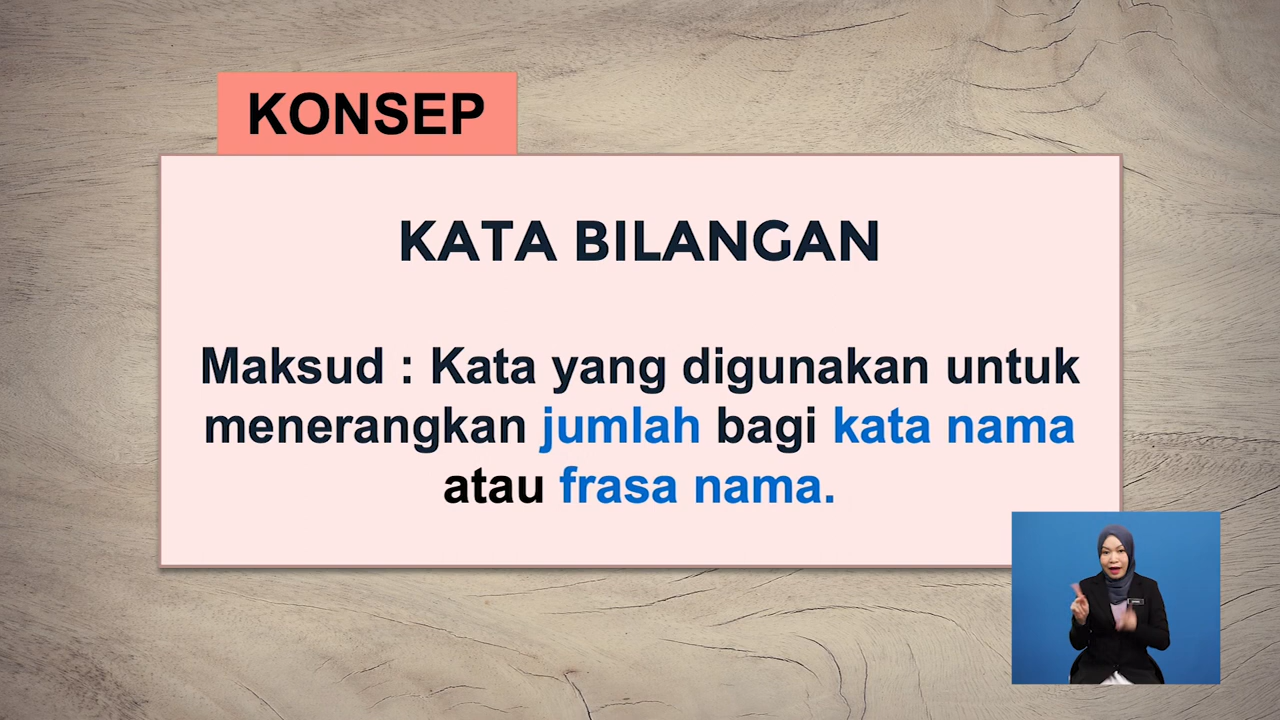 KONSEP
KATA BILANGAN
Maksud : Kata yang digunakan untuk
menerangkan jumlah bagi kata nama
atau frasa nama.